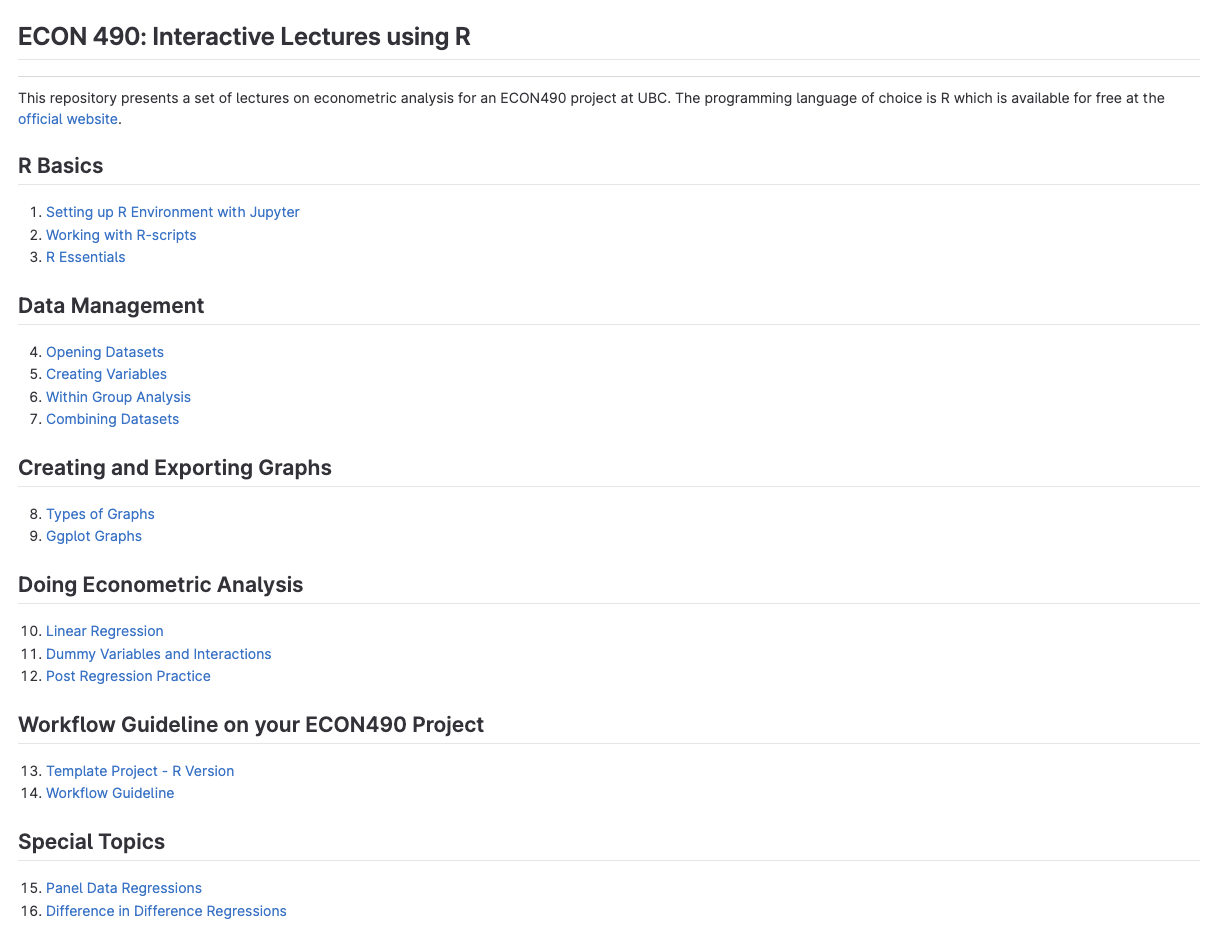 ECON 490: Interactive Lectures using R
This repository presents a set of lectures on econometric analysis for an ECON490 project at UBC. The programming language of choice is R which is available for free at the
official website.
R Basics
1. Setting up R Environment with Jupyter
2. Working with R-scripts
3. R Essentials
Data Management
4. Opening Datasets
5. Creating Variables
6. Within Group Analysis
7. Combining Datasets
Creating and Exporting Graphs
8. Types of Graphs
9. Ggplot Graphs
Doing Econometric Analysis
10. Linear Regression
11. Dummy Variables and Interactions
12. Post Regression Practice
Workflow Guideline on your ECON490 Project
13. Template Project - R Version
14. Workflow Guideline
Special Topics
15. Panel Data Regressions
16. Difference in Difference Regressions